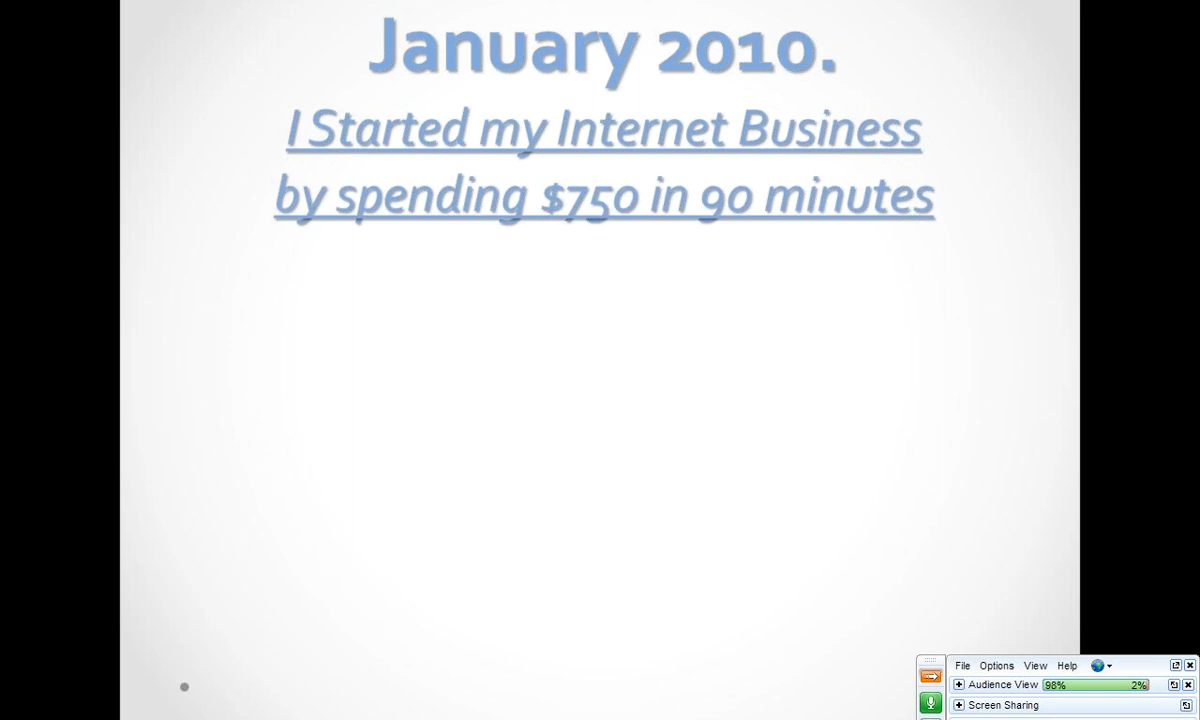 January 2010.
I Started my Internet Business
by spending $750 in 90 minutes
File Options View Help
Audience View 98% 2%
Screen Sharing